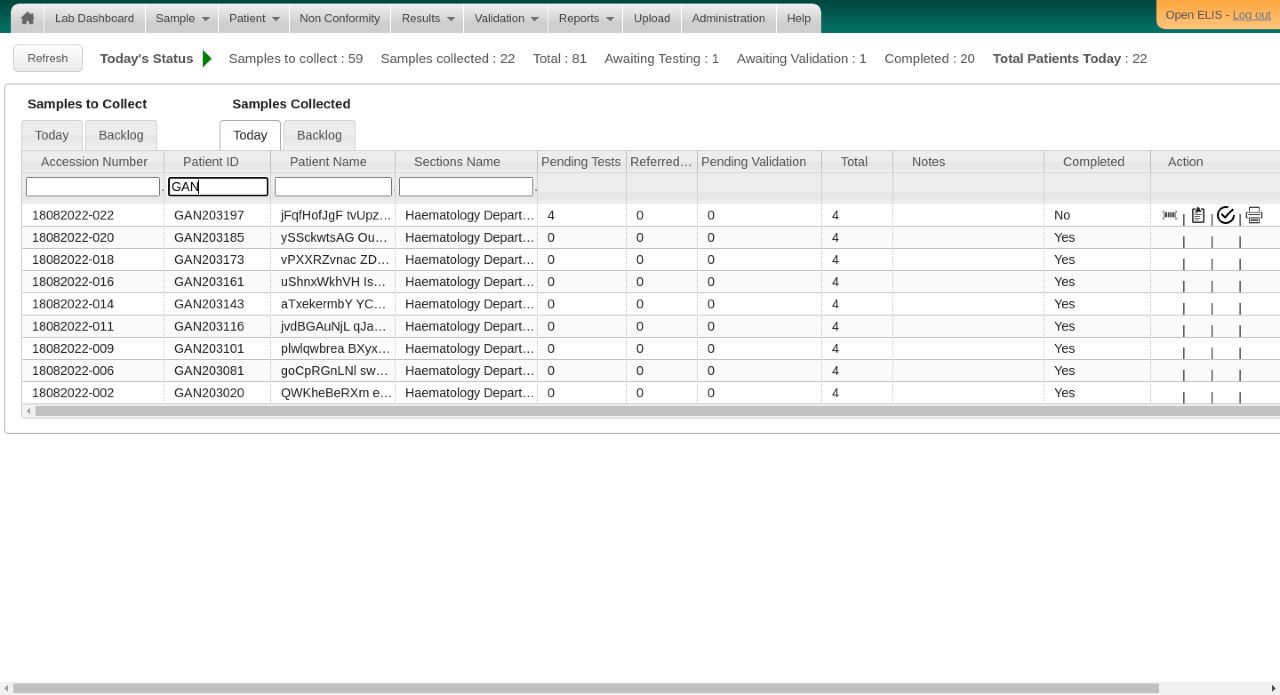 Lab Dashboard Sample Patient Non Conformity Results Validation Reports Upload Administration Help Open ELIS - Log out
Refresh Today's Status Samples to collect : 59 Samples collected : 22 Total : 81 Awaiting Testing : 1 Awaiting Validation : 1 Completed : 20 Total Patients Today : 22
Samples to Collect Samples Collected
Today Backlog Today Backlog
Accession Number Patient ID Patient Name Sections Name Pending Tests Referred… Pending Validation Total Notes Completed Action
GAN
18082022-022 GAN203197 jFqfHofJgF tvUpz… Haematology Depart… 4 0 0 4 No | | |
18082022-020 GAN203185 ySSckwtsAG Ou… Haematology Depart… 0 0 0 4 Yes | | |
18082022-018 GAN203173 vPXXRZvnac ZD… Haematology Depart… 0 0 0 4 Yes | | |
18082022-016 GAN203161 uShnxWkhVH Is… Haematology Depart… 0 0 0 4 Yes | | |
18082022-014 GAN203143 aTxekermbY YC… Haematology Depart… 0 0 0 4 Yes | | |
18082022-011 GAN203116 jvdBGAuNjL qJa… Haematology Depart… 0 0 0 4 Yes | | |
18082022-009 GAN203101 plwlqwbrea BXyx… Haematology Depart… 0 0 0 4 Yes | | |
18082022-006 GAN203081 goCpRGnLNl sw… Haematology Depart… 0 0 0 4 Yes | | |
18082022-002 GAN203020 QWKheBeRXm e… Haematology Depart… 0 0 0 4 Yes | | |